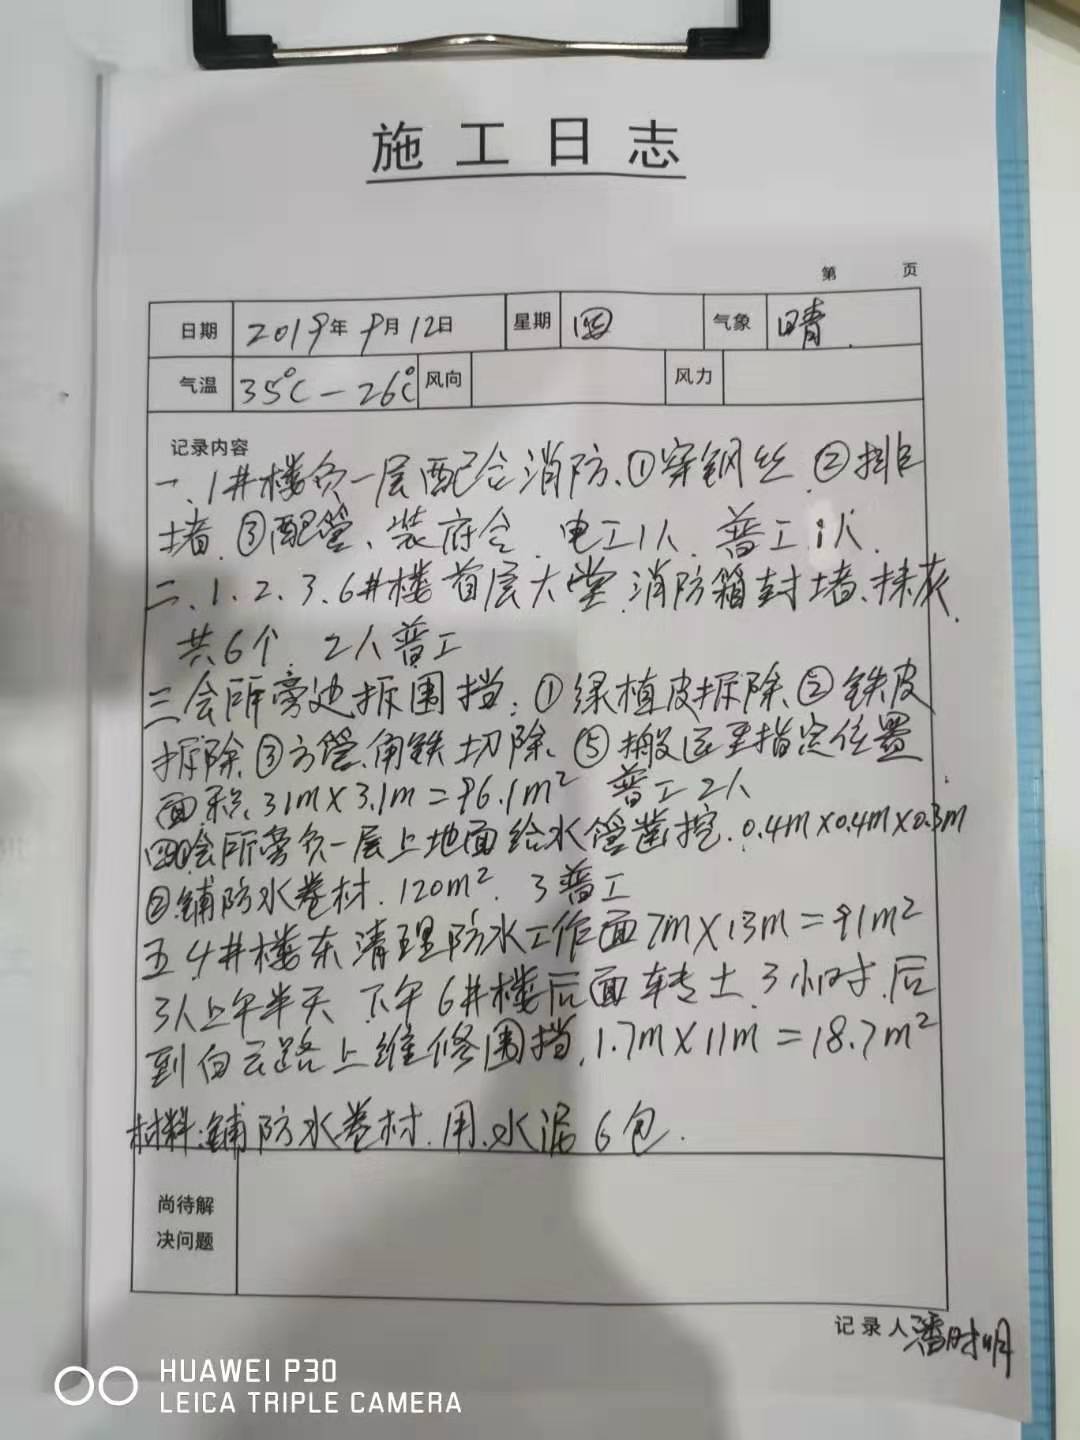 施工日志
第 页
日期 2019年9月12日 星期 四 气象 晴.
气温 35℃-26℃ 风向 风力
记录内容
一、1#楼负一层配合消防、①穿钢丝.②排
堵.③配管、装府合.电工1人.普工1人.
二、1、2、3、6#楼首层大堂.消防箱封堵、抹灰.
共6个.2人普工
三会所旁边拆围挡:①绿植皮拆除、②铁皮
拆除、③方管、角铁切除、⑤搬运至指定位置
面积31m×3.1m=96.1m² 普工2人
四①会所旁负一层上地面给水管凿挖.0.4m×0.4m×0.3m
②铺防水卷材.120m².3普工
五4#楼东清理防水工作面7m×13m=91m²
3人上午半天 下午6#楼后面转土.3小时.后
到白云路上维修围挡.1.7m×11m=18.7m²
材料:铺防水卷材.用.水泥6包.
尚待解
决问题
记录人 潘时明
HUAWEI P30
LEICA TRIPLE CAMERA